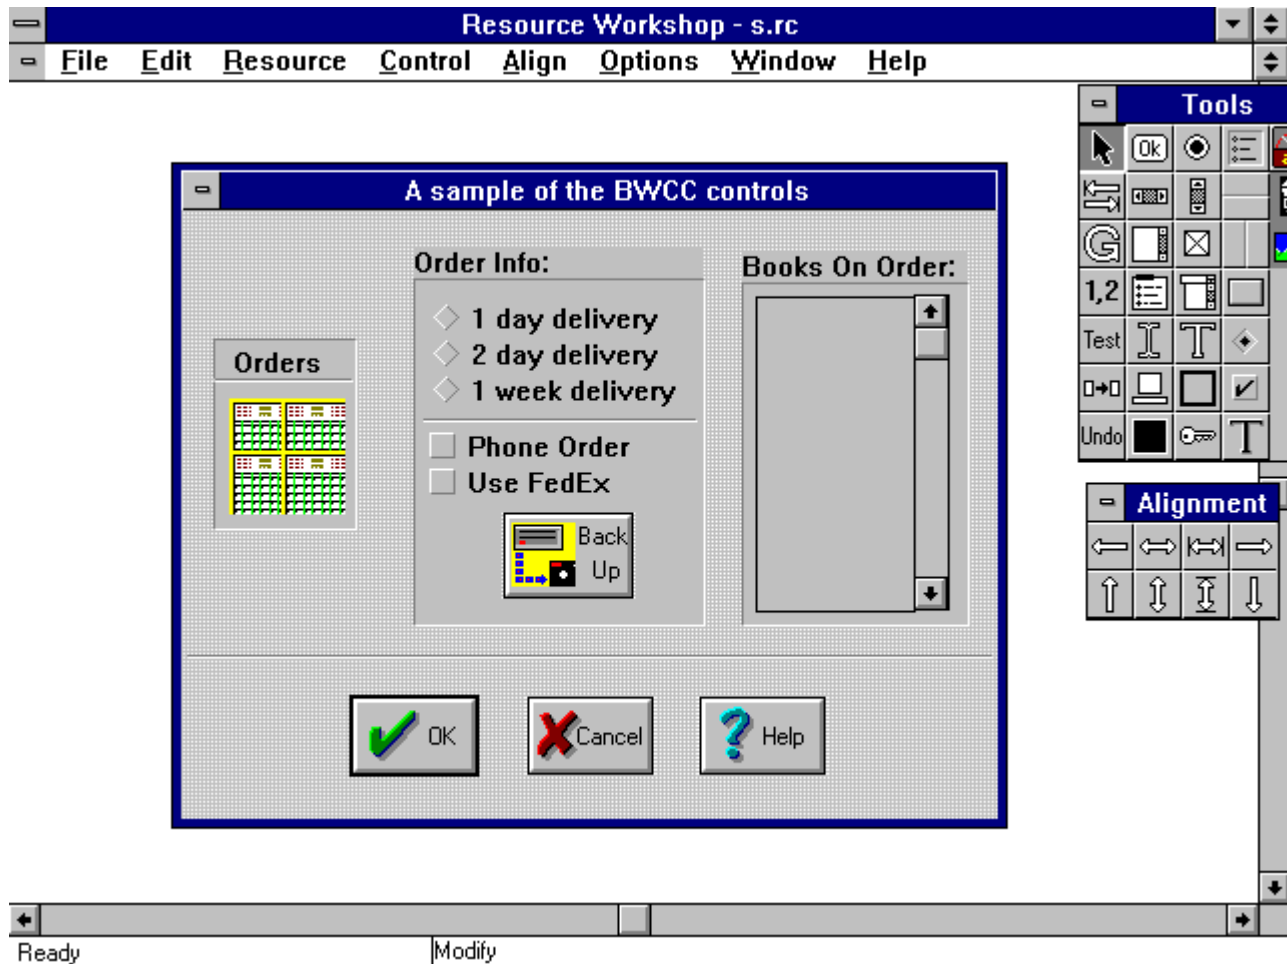 Resource Workshop - s.rc
File Edit Resource Control Align Options Window Help
Tools
Ok
G
1,2
Test
T
Undo
T
A sample of the BWCC controls
Order Info:
1 day delivery
2 day delivery
1 week delivery
Phone Order
Use FedEx
Back
Up
Books On Order:
Orders
Alignment
OK
Cancel
Help
Ready
Modify